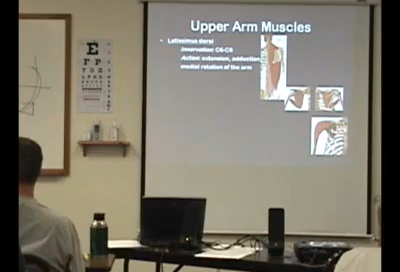 Upper Arm Muscles
• Latissimus dorsi
Innervation: C6-C8
Action: extension, adduction,
medial rotation of the arm
E
F P
T O Z
L P E D